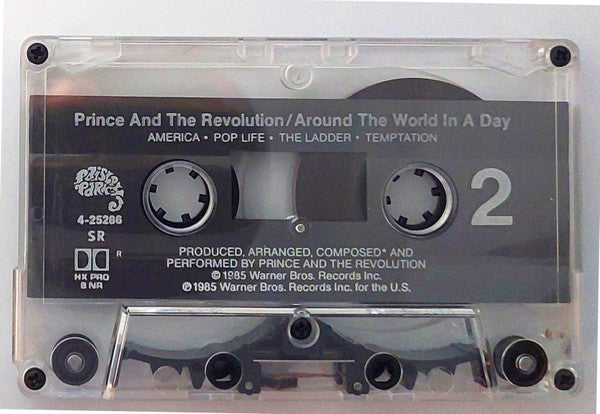 Prince And The Revolution/Around The World In A Day
AMERICA • POP LIFE • THE LADDER • TEMPTATION
PAISLEY PARK
4-25286
SR
2
R
HX PRO
B NR
PRODUCED, ARRANGED, COMPOSED* AND
PERFORMED BY PRINCE AND THE REVOLUTION
©1985 Warner Bros. Records Inc.
℗1985 Warner Bros. Records Inc. for the U.S.